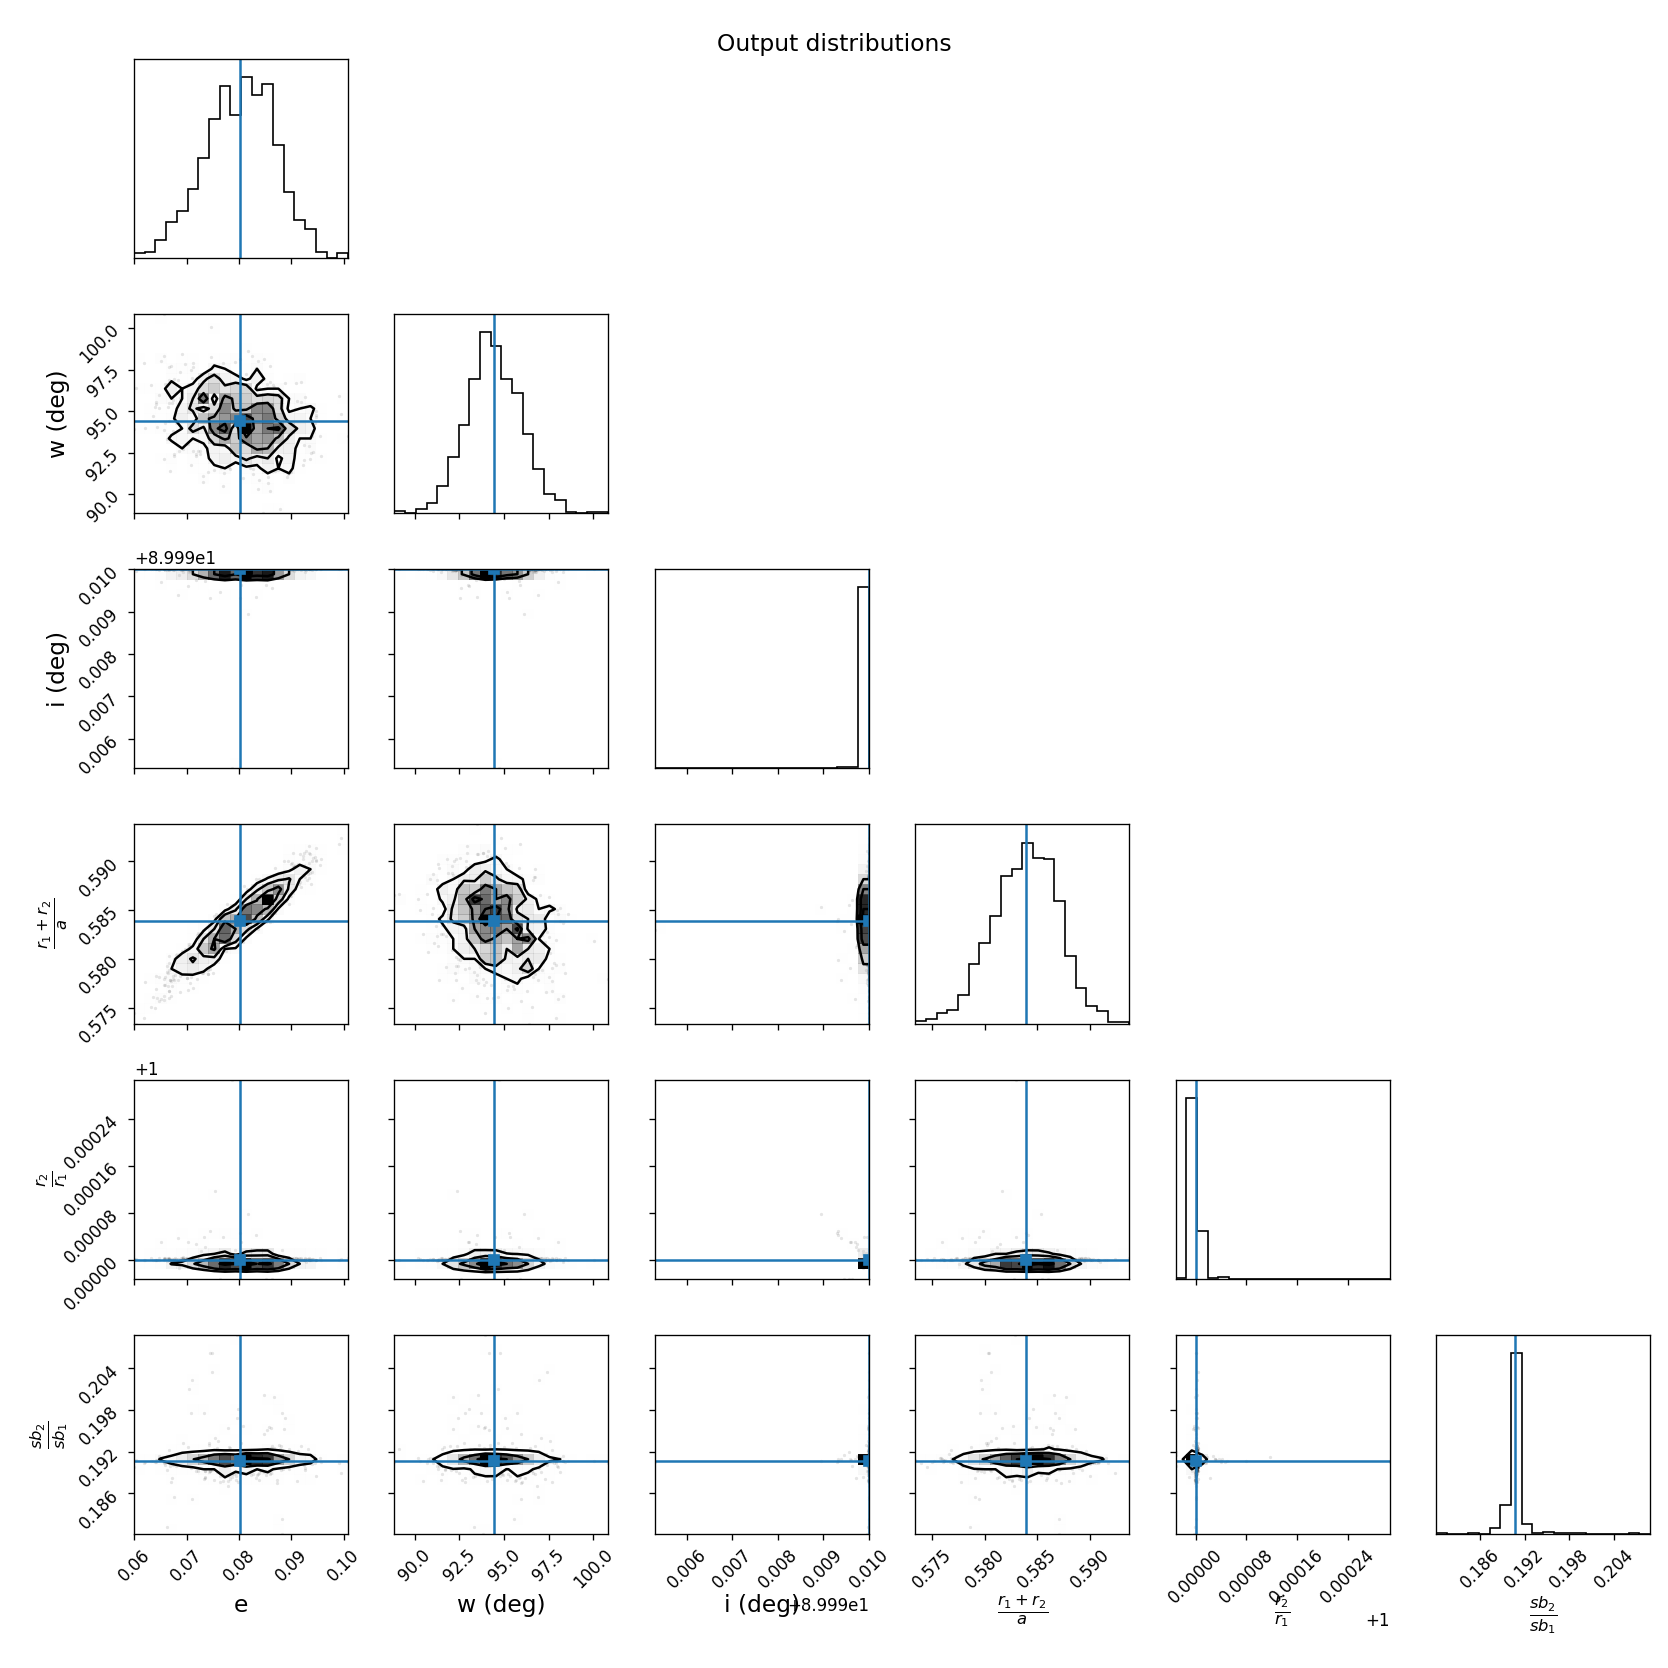 Output distributions
w (deg)
100.0
97.5
95.0
92.5
90.0
+8.999e1
i (deg)
0.010
0.009
0.008
0.007
0.006
r₁ + r₂
a
0.590
0.585
0.580
0.575
+1
r₂
r₁
0.00024
0.00016
0.00008
0.00000
sb₂
sb₁
0.204
0.198
0.192
0.186
0.06 0.07 0.08 0.09 0.10
90.0 92.5 95.0 97.5 100.0
0.006 0.007 0.008 0.009 0.010
0.575 0.580 0.585 0.590
0.00000 0.00008 0.00016 0.00024
0.186 0.192 0.198 0.204
e
w (deg)
i (deg)
+8.999e1
r₁ + r₂
a
r₂
r₁
+1
sb₂
sb₁